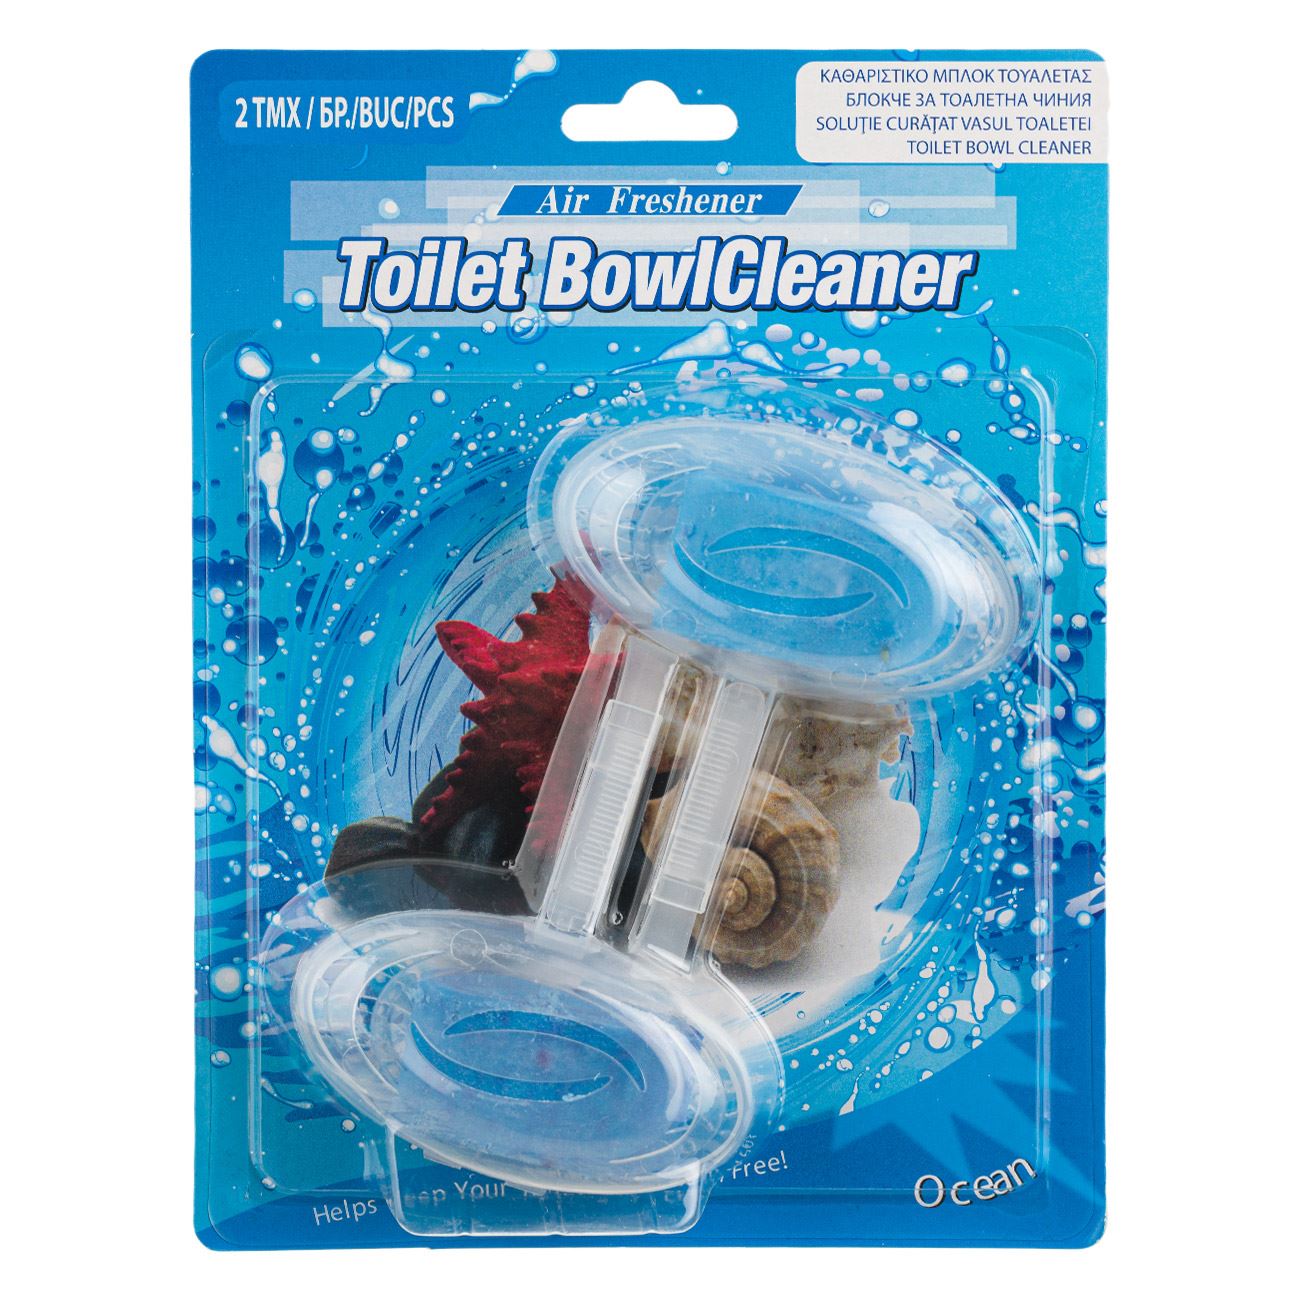 2 ΤΜΧ / БР./BUC/PCS
ΚΑΘΑΡΙΣΤΙΚΟ ΜΠΛΟΚ ΤΟΥΑΛΕΤΑΣ
БЛОКЧЕ ЗА ТОАЛЕТНА ЧИНИЯ
SOLUȚIE CURĂȚAT VASUL TOALETEI
TOILET BOWL CLEANER
Air Freshener
Toilet BowlCleaner
Helps Your Free!
Ocean